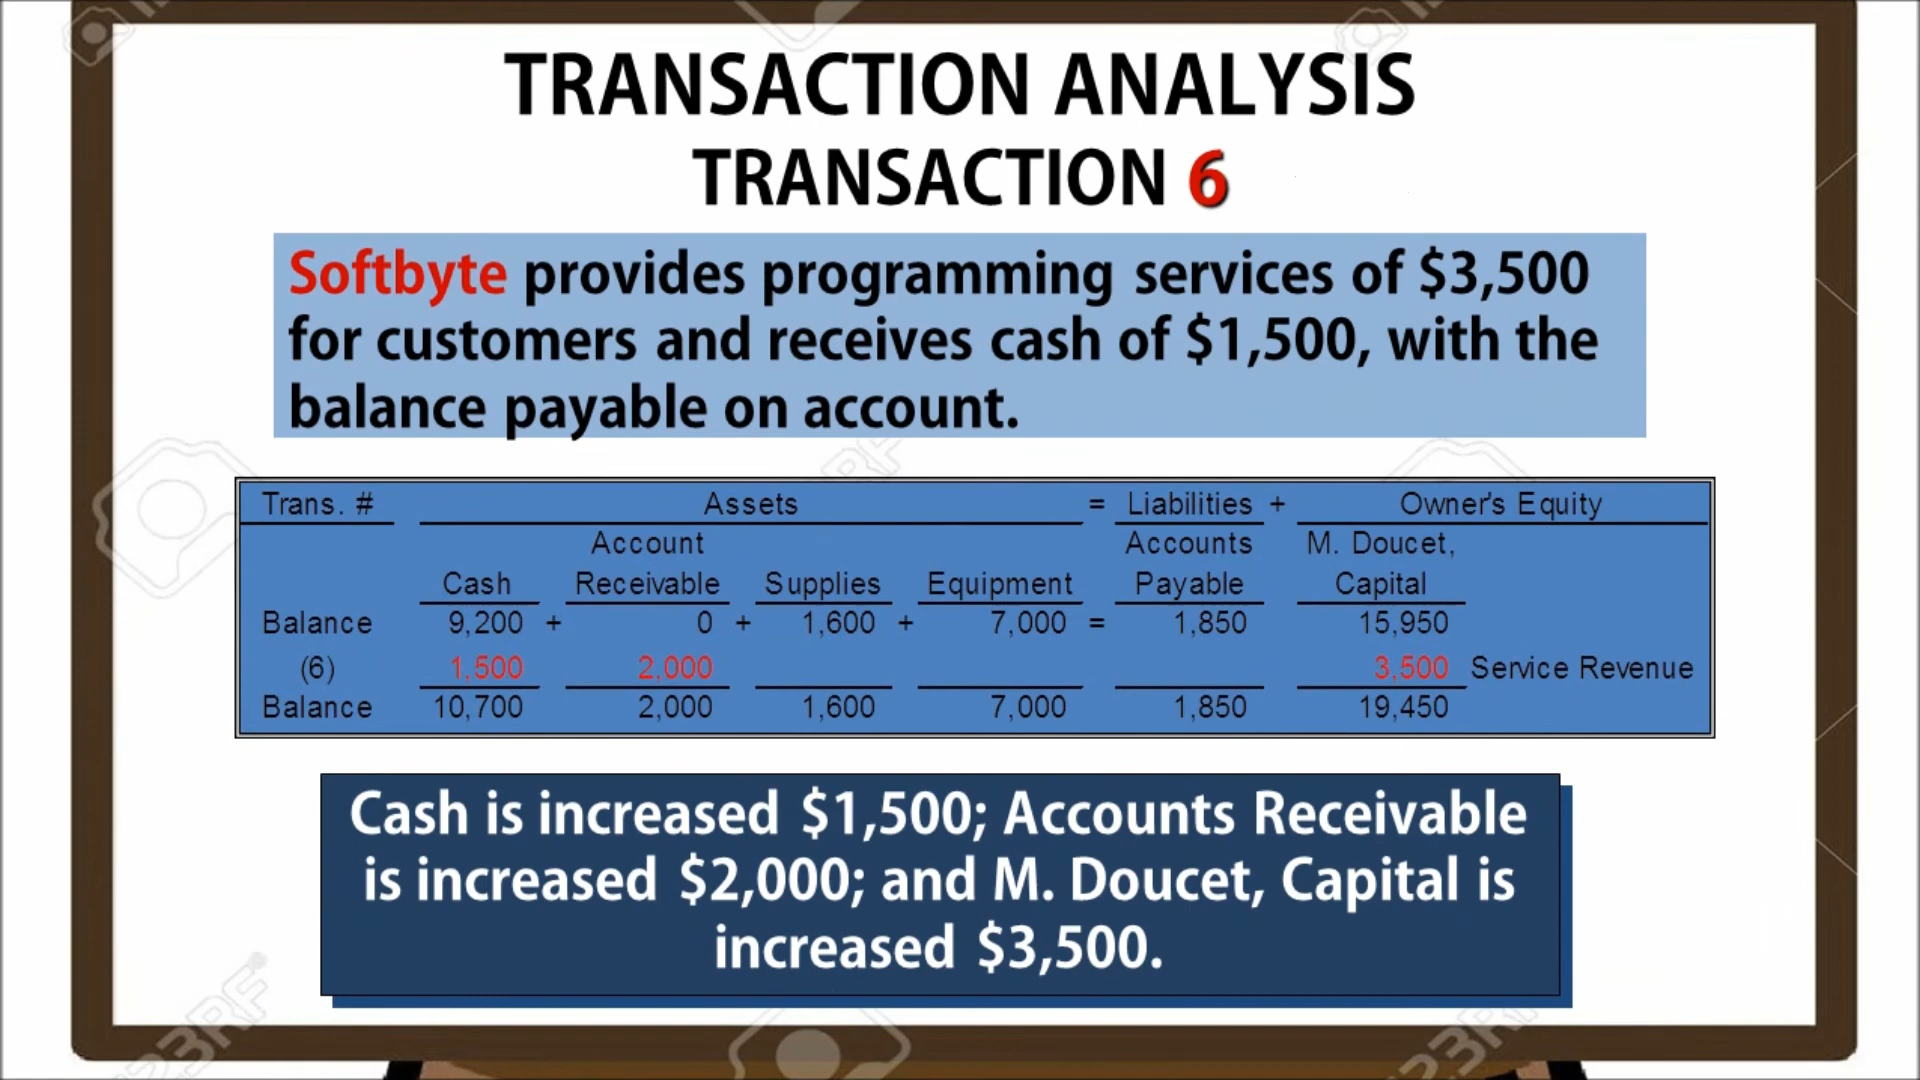 TRANSACTION ANALYSIS
TRANSACTION 6
Softbyte provides programming services of $3,500
for customers and receives cash of $1,500, with the
balance payable on account.
Trans. # Assets = Liabilities + Owner's Equity
Account Accounts M. Doucet,
Cash Receivable Supplies Equipment Payable Capital
Balance 9,200 + 0 + 1,600 + 7,000 = 1,850 15,950
(6) 1,500 2,000 3,500 Service Revenue
Balance 10,700 2,000 1,600 7,000 1,850 19,450
Cash is increased $1,500; Accounts Receivable
is increased $2,000; and M. Doucet, Capital is
increased $3,500.
123RF
123RF